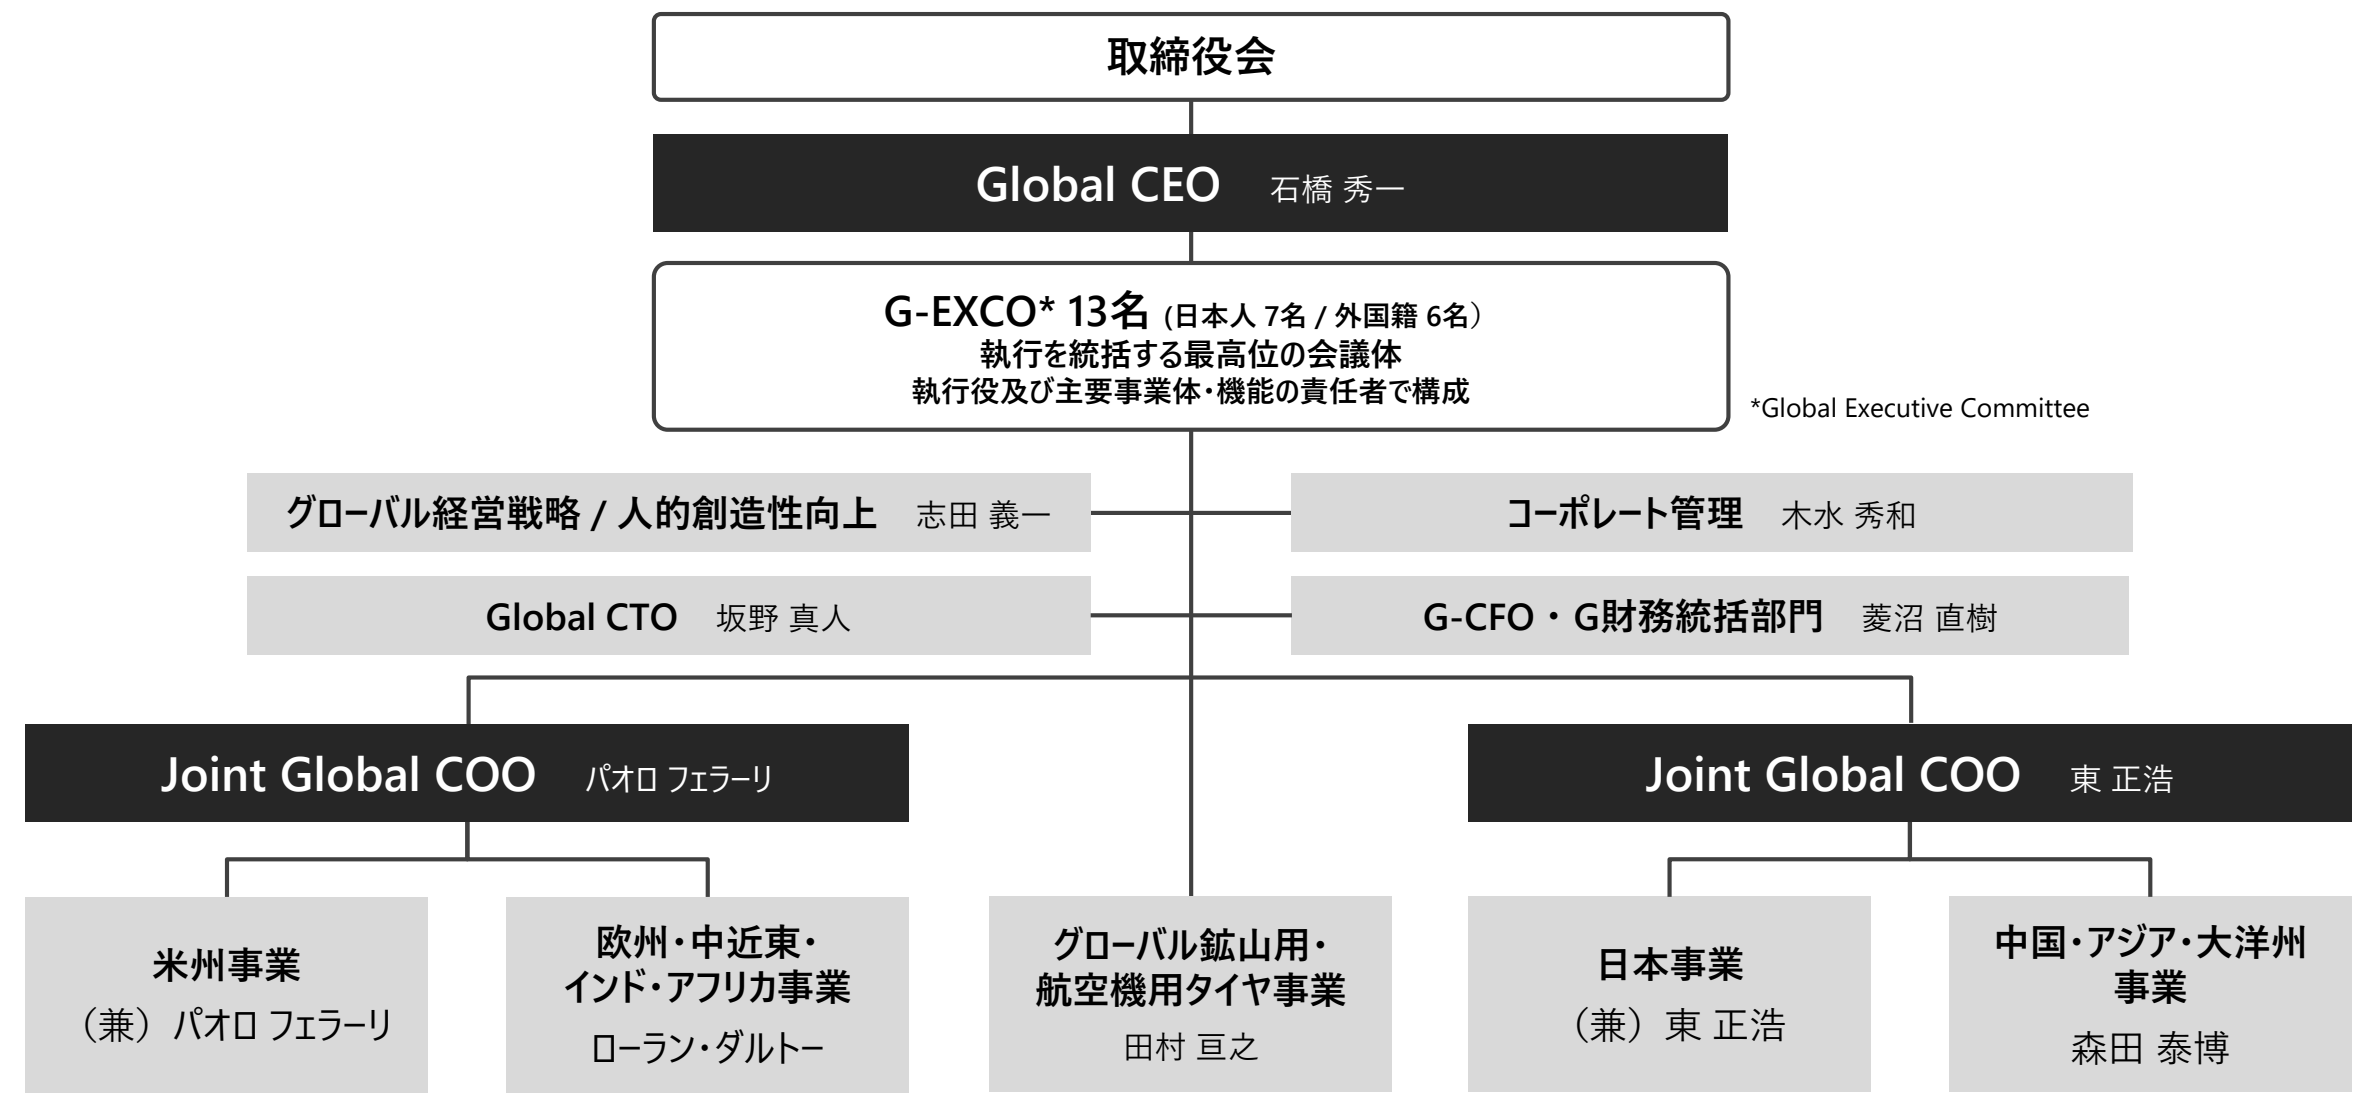 取締役会
Global CEO 石橋 秀一
G-EXCO* 13名 (日本人 7名 / 外国籍 6名）
執行を統括する最高位の会議体
執行役及び主要事業体・機能の責任者で構成
*Global Executive Committee
グローバル経営戦略 / 人的創造性向上 志田 義一
コーポレート管理 木水 秀和
Global CTO 坂野 真人
G-CFO・G財務統括部門 菱沼 直樹
Joint Global COO パオロ フェラーリ
Joint Global COO 東 正浩
米州事業
（兼）パオロ フェラーリ
欧州・中近東・
インド・アフリカ事業
ローラン・ダルトー
グローバル鉱山用・
航空機用タイヤ事業
田村 亘之
日本事業
（兼）東 正浩
中国・アジア・大洋州
事業
森田 泰博